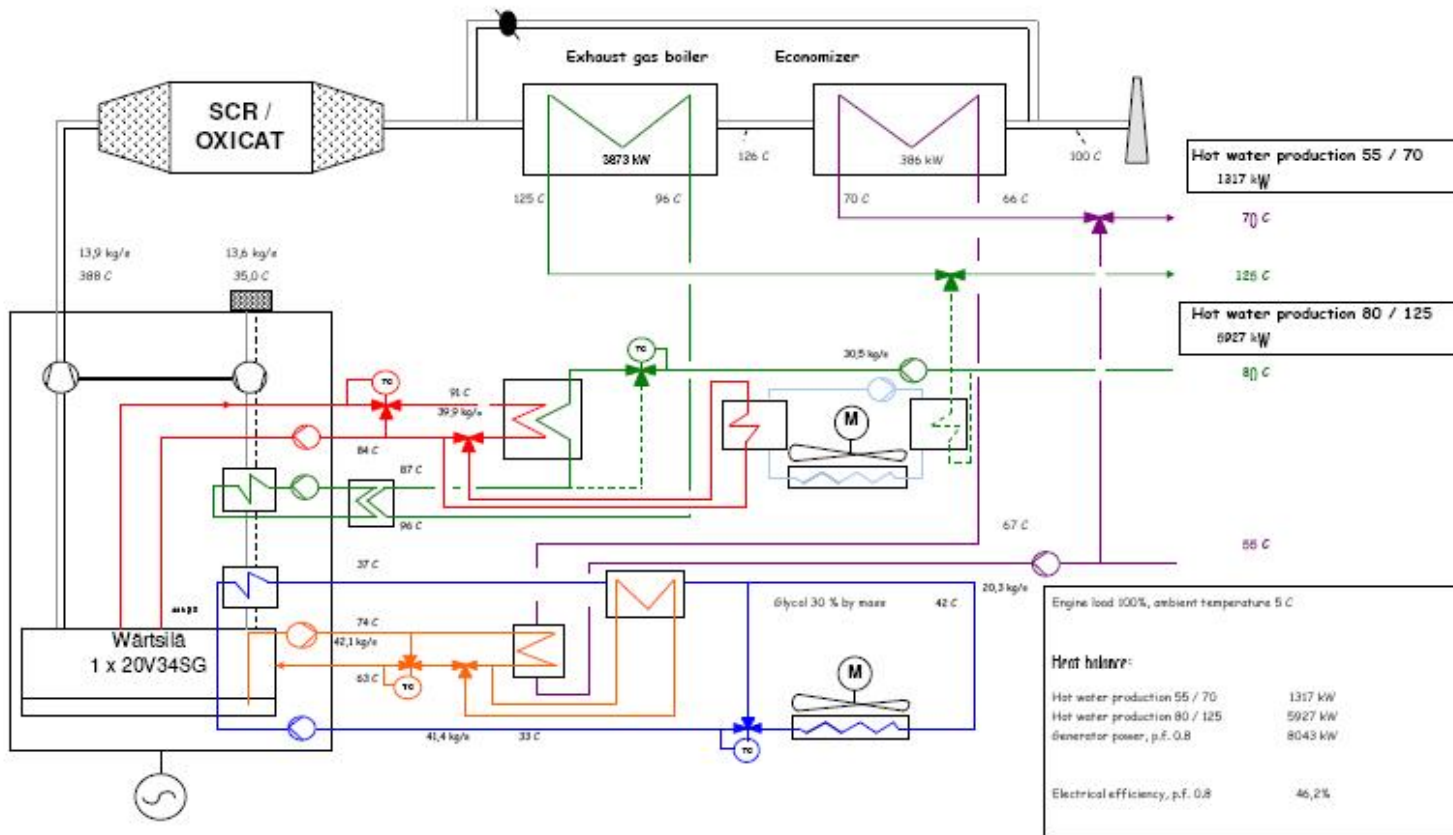 Exhaust gas boiler
Economizer
SCR /
OXICAT
3873 kW
126 C
386 kW
100 C
Hot water production 55 / 70
1317 kW
125 C
96 C
70 C
66 C
70 C
13,9 kg/s
388 C
13,6 kg/s
35,0 C
125 C
Hot water production 80 / 125
5927 kW
TC
30,5 kg/s
80 C
TC
91 C
39,9 kg/s
M
84 C
87 C
96 C
67 C
55 C
37 C
20,3 kg/s
Glycol 30 % by mass
42 C
Wärtsilä
1 x 20V34SG
74 C
42,1 kg/s
63 C
TC
M
41,4 kg/s
33 C
TC
Engine load 100%, ambient temperature 5 C
Heat balance:
Hot water production 55 / 70 1317 kW
Hot water production 80 / 125 5927 kW
Generator power, p.f. 0.8 8043 kW
Electrical efficiency, p.f. 0.8 46,2%